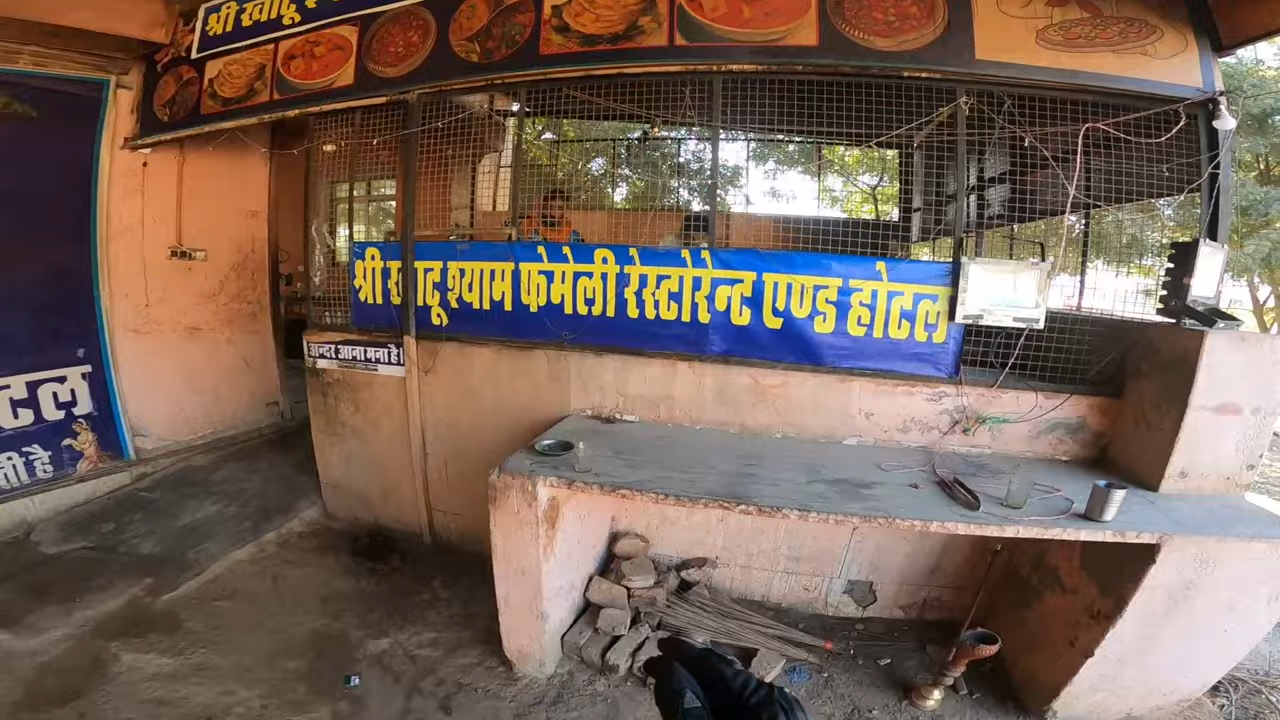 श्री खाटू
श्री खाटू श्याम फेमेली रेस्टोरेन्ट एण्ड होटल
अन्दर आना मना है।
टल
ती है